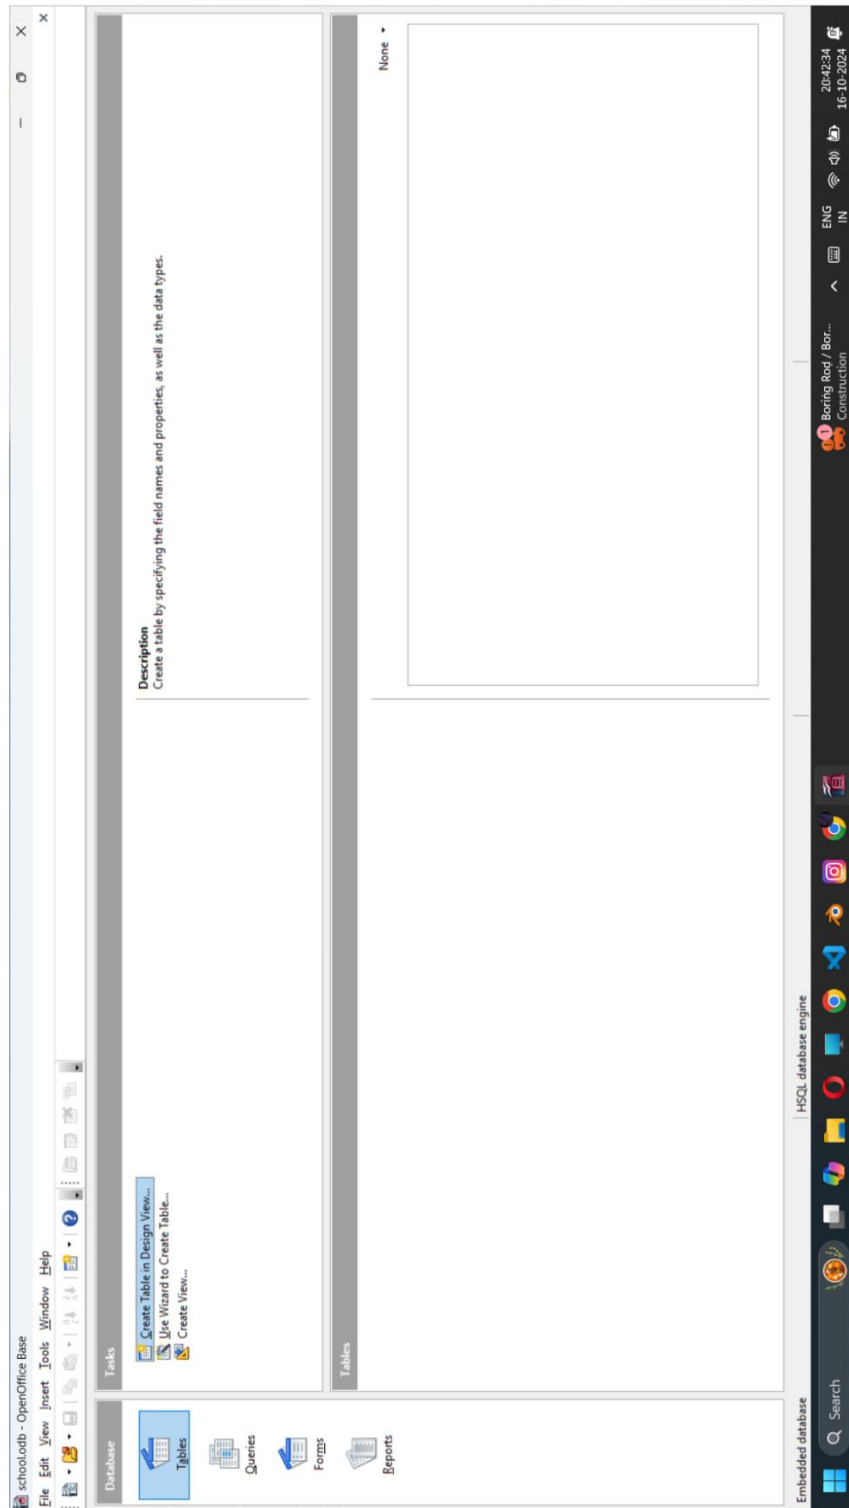 school.odb - OpenOffice Base
File Edit View Insert Tools Window Help
Database
Tables
Queries
Forms
Reports
Tasks
Create Table in Design View...
Use Wizard to Create Table...
Create View...
Description
Create a table by specifying the field names and properties, as well as the data types.
Tables
None
Embedded database
HSQL database engine
Search
Boring Rod / Bor...
Construction
ENG
IN
20:42:34
16-10-2024